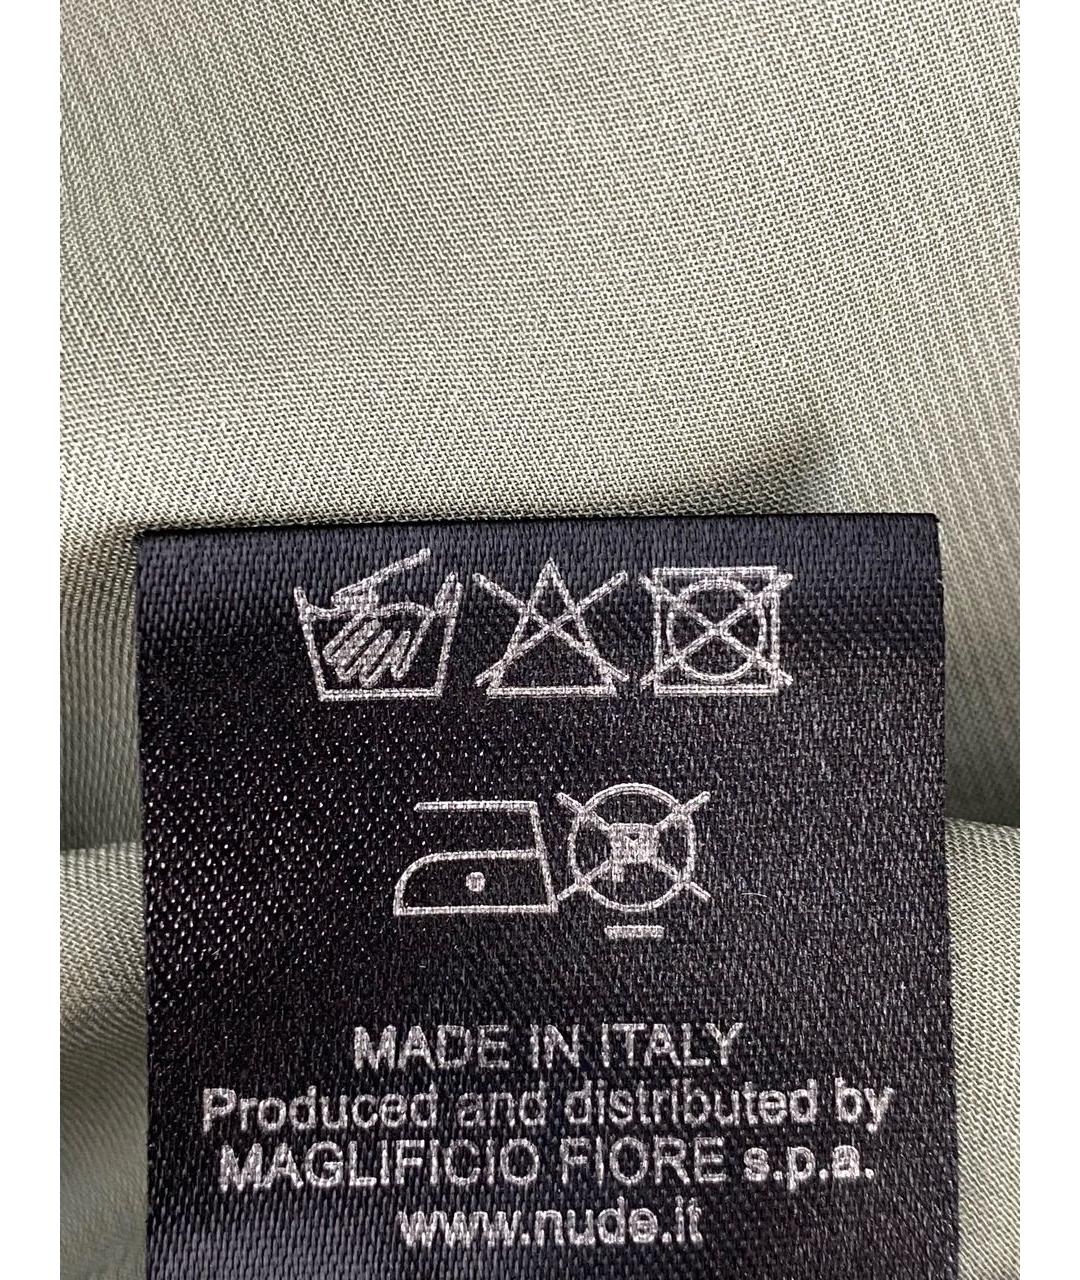 MADE IN ITALY
Produced and distributed by
MAGLIFICIO FIORE s.p.a.
www.nude.it